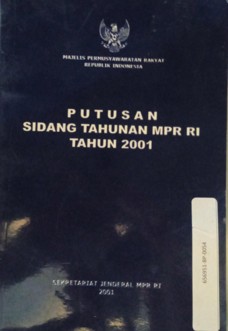 MAJELIS PERMUSYAWARATAN RAKYAT
REPUBLIK INDONESIA
PUTUSAN
SIDANG TAHUNAN MPR RI
TAHUN 2001
SEKRETARIAT JENDERAL MPR RI
2001